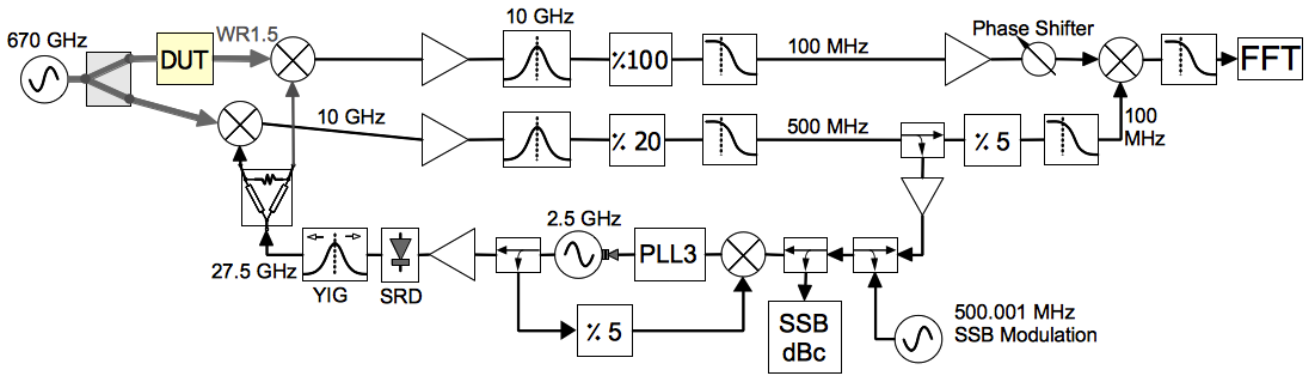 670 GHz
DUT
WR1.5
10 GHz
٪100
100 MHz
Phase Shifter
FFT
10 GHz
٪ 20
500 MHz
٪ 5
100
MHz
27.5 GHz
YIG
SRD
2.5 GHz
PLL3
٪ 5
SSB
dBc
500.001 MHz
SSB Modulation